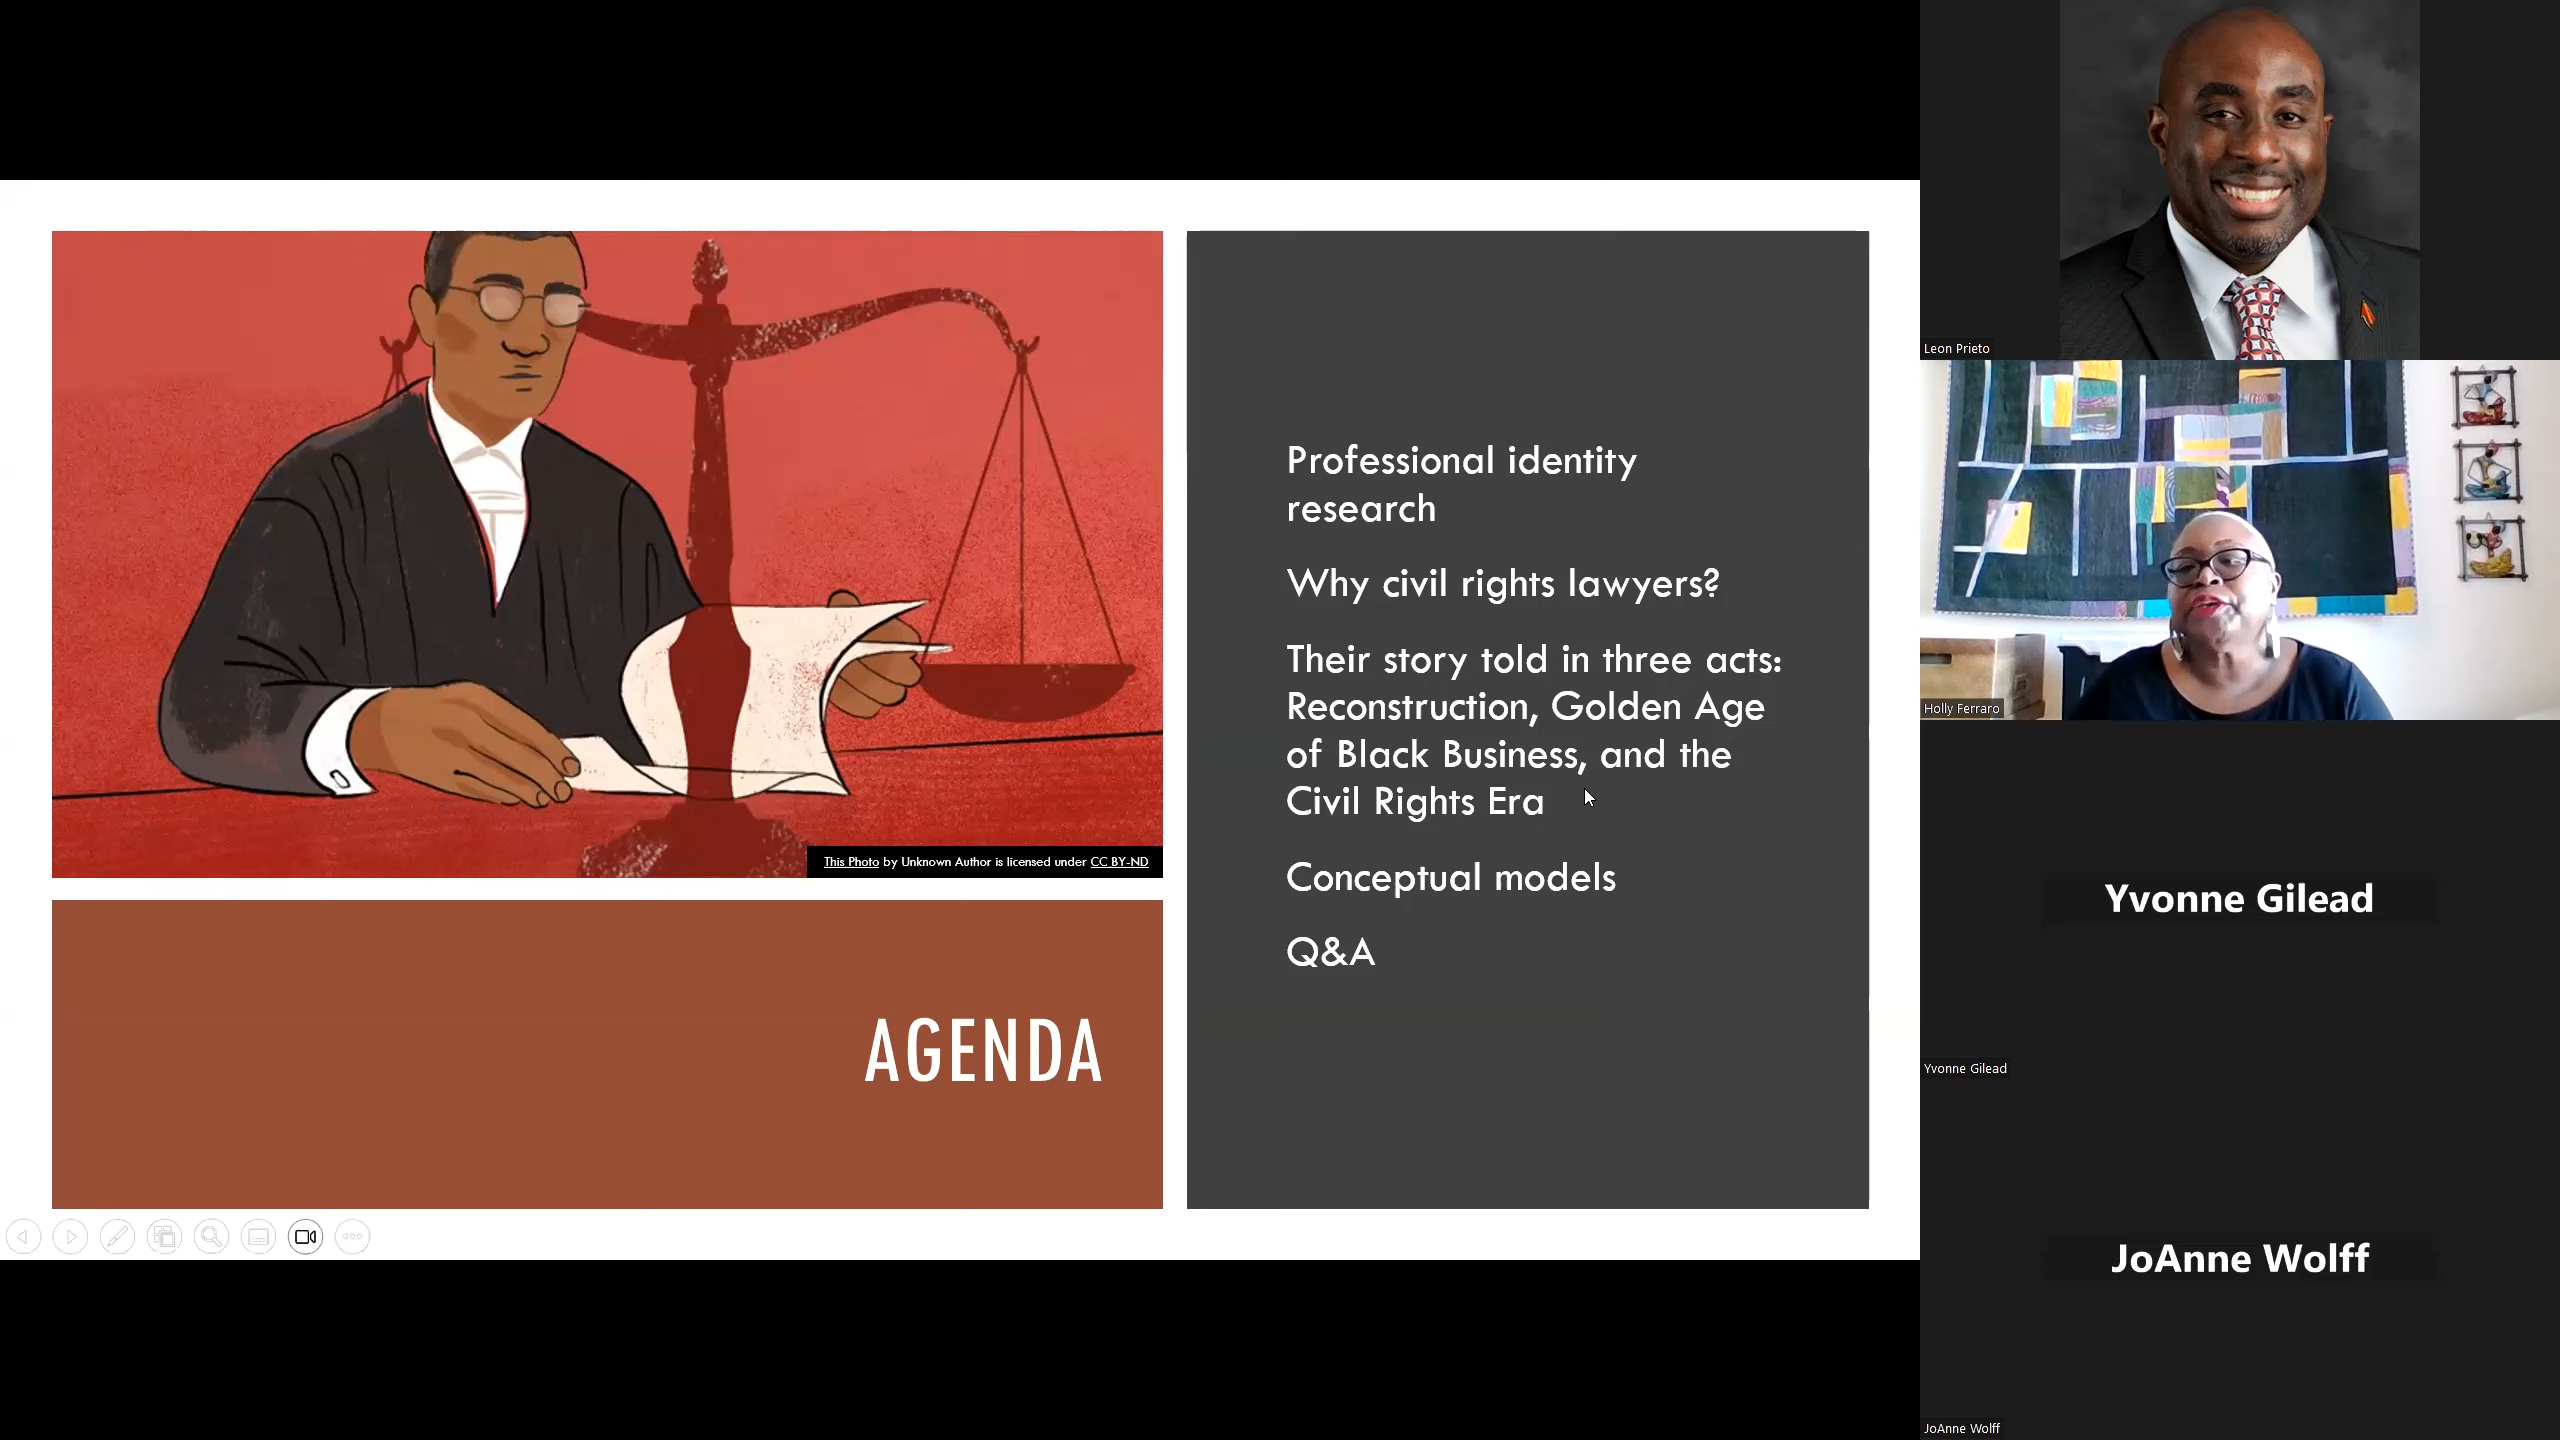 Professional identity
research
Why civil rights lawyers?
Their story told in three acts:
Reconstruction, Golden Age
of Black Business, and the
Civil Rights Era
Conceptual models
Q&A
This Photo by Unknown Author is licensed under CC BY-ND
AGENDA
Leon Prieto
Holly Ferraro
Yvonne Gilead
Yvonne Gilead
JoAnne Wolff
JoAnne Wolff